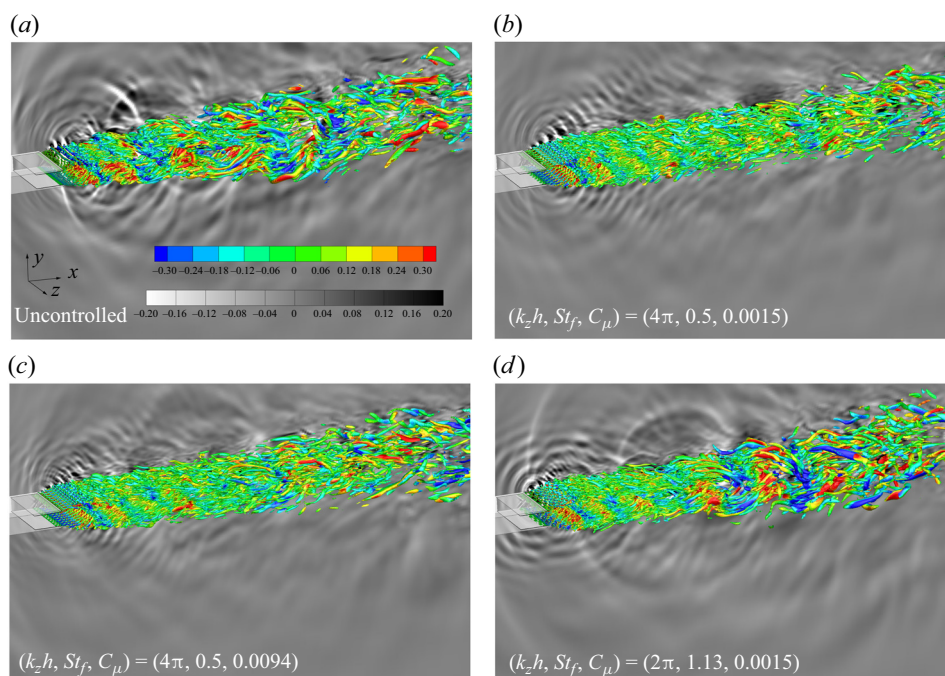 (a)
(b)
y
x
z
−0.30 −0.24 −0.18 −0.12 −0.06 0 0.06 0.12 0.18 0.24 0.30
−0.20 −0.16 −0.12 −0.08 −0.04 0 0.04 0.08 0.12 0.16 0.20
Uncontrolled
(k_z h, St_f, C_μ) = (4π, 0.5, 0.0015)
(c)
(d)
(k_z h, St_f, C_μ) = (4π, 0.5, 0.0094)
(k_z h, St_f, C_μ) = (2π, 1.13, 0.0015)